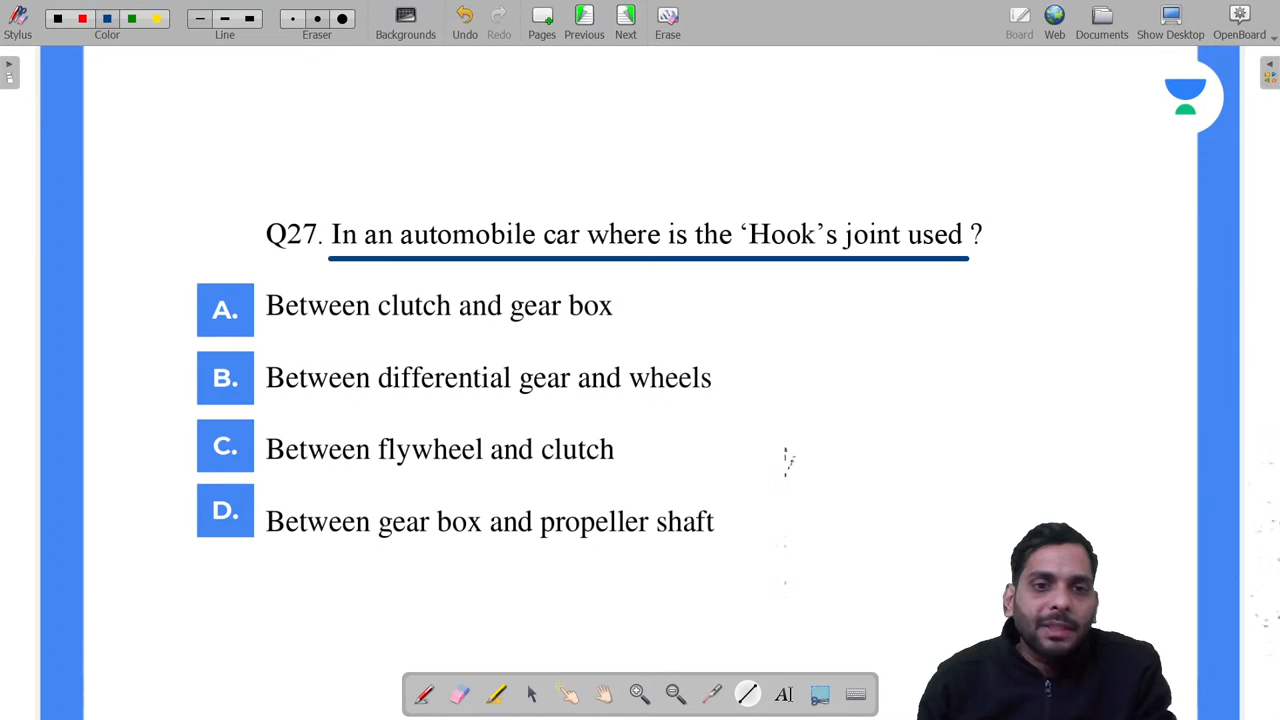 Stylus
Color
Line
Eraser
Backgrounds
Undo
Redo
Pages
Previous
Next
Erase
Board
Web
Documents
Show Desktop
OpenBoard
Q27. In an automobile car where is the ‘Hook’s joint used ?
A. Between clutch and gear box
B. Between differential gear and wheels
C. Between flywheel and clutch
D. Between gear box and propeller shaft
AI